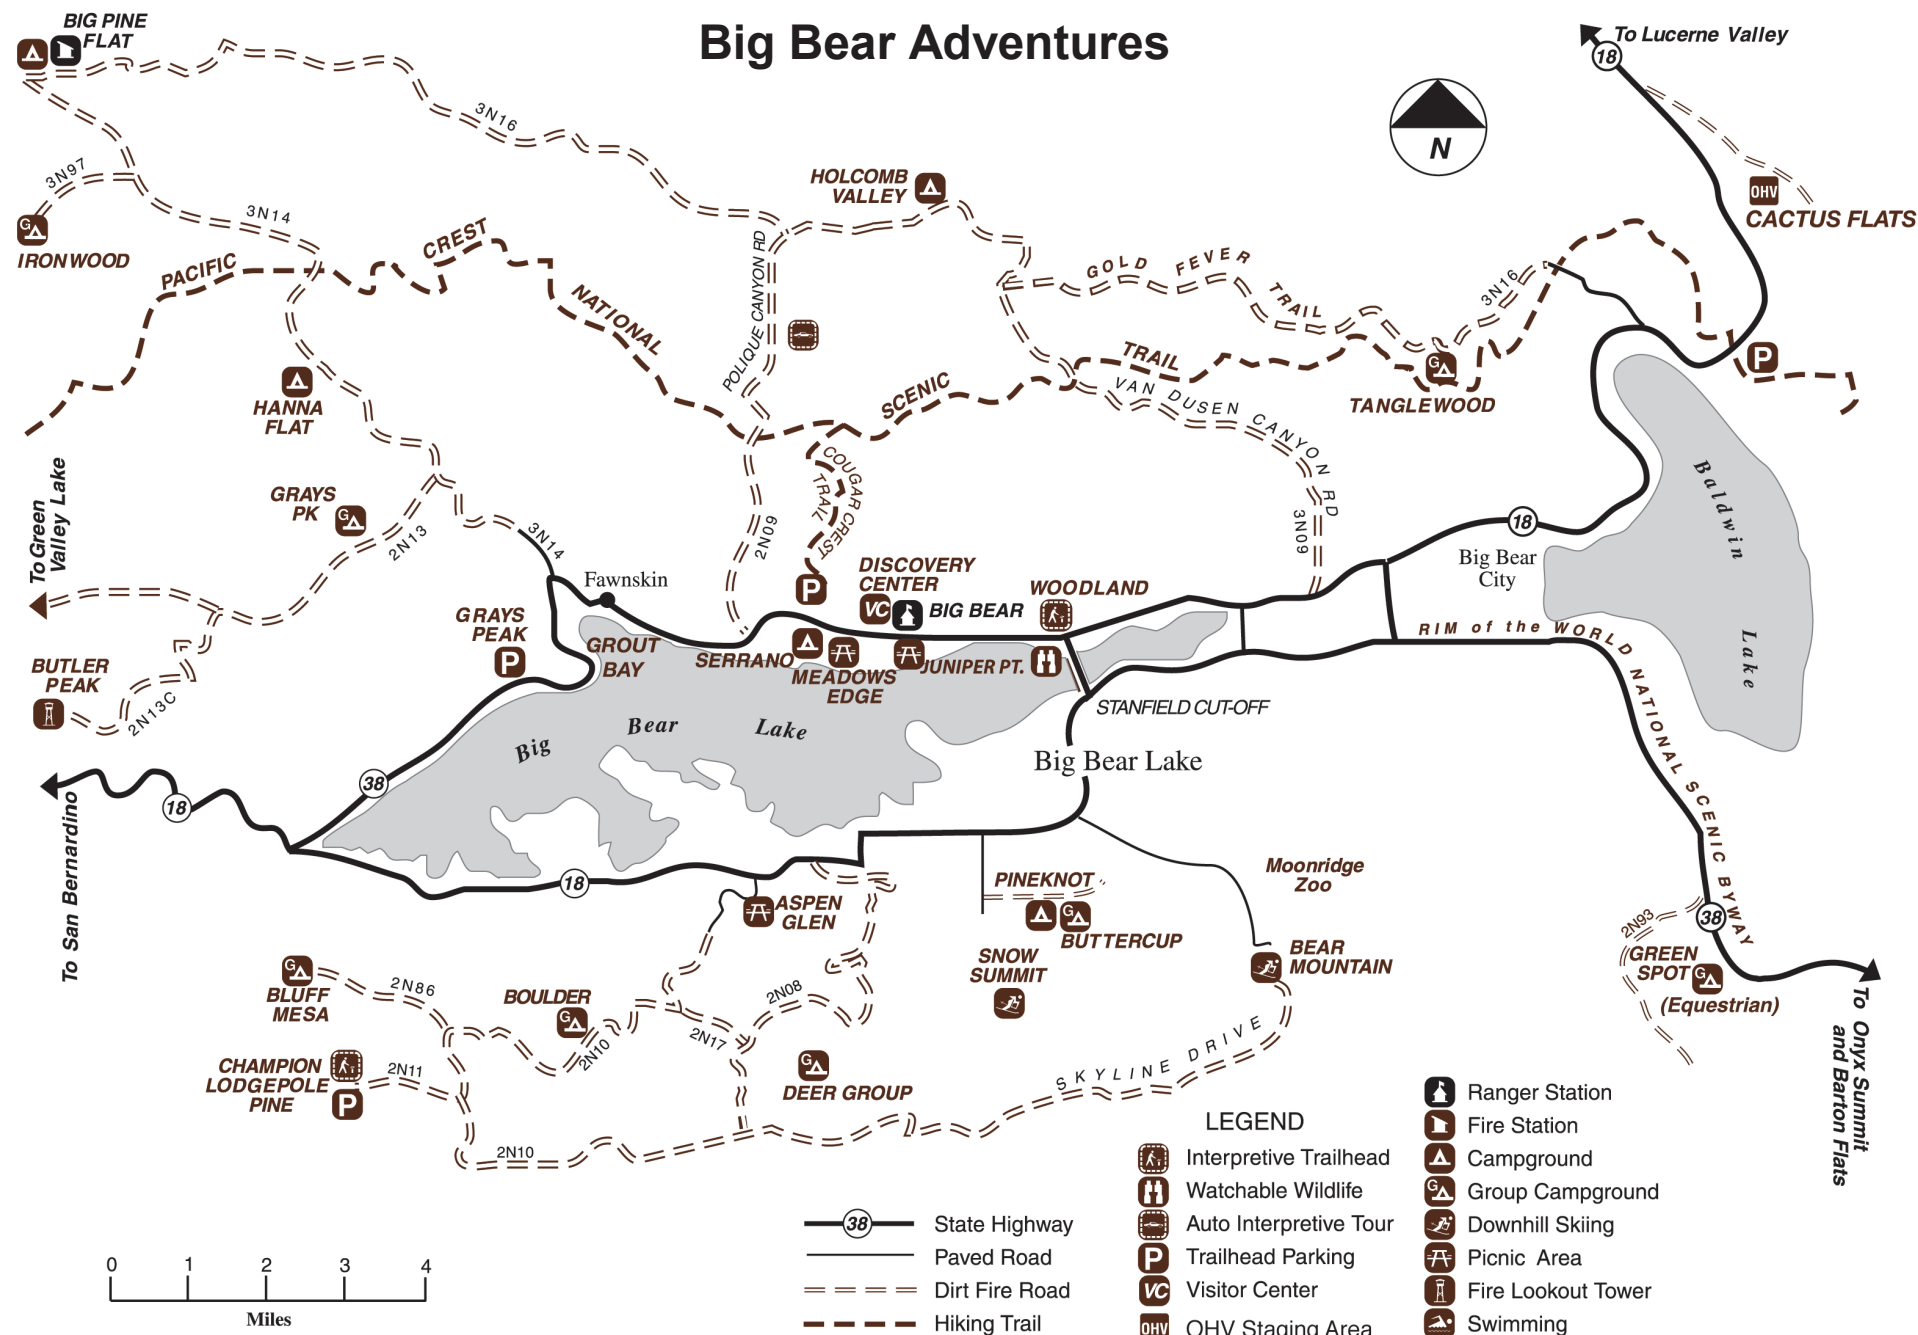 Big Bear Adventures
BIG PINE
FLAT
To Lucerne Valley
18
N
3N16
3N97
3N14
IRONWOOD
HOLCOMB
VALLEY
OHV
CACTUS FLATS
PACIFIC
CREST
NATIONAL
SCENIC
TRAIL
POLIQUE CANYON RD
GOLD FEVER TRAIL
3N16
G
TANGLEWOOD
P
VAN DUSEN CANYON RD
3N09
HANNA
FLAT
COUGAR CREST
TRAIL
To Green
Valley Lake
GRAYS
PK
G
2N13
3N14
2N09
Fawnskin
P
DISCOVERY
CENTER
VC
BIG BEAR
WOODLAND
18
Big Bear
City
Baldwin
Lake
GRAYS
PEAK
P
GROUT
BAY
SERRANO
MEADOWS
EDGE
JUNIPER PT.
RIM of the WORLD NATIONAL SCENIC BYWAY
BUTLER
PEAK
2N13C
STANFIELD CUT-OFF
Big Bear Lake
Big Bear Lake
38
18
To San Bernardino
18
ASPEN
GLEN
PINEKNOT
G
BUTTERCUP
SNOW
SUMMIT
Moonridge
Zoo
BEAR
MOUNTAIN
2N93
38
GREEN
SPOT
G
(Equestrian)
To Onyx Summit
and Barton Flats
G
BLUFF
MESA
2N86
BOULDER
G
2N10
2N08
2N17
CHAMPION
LODGEPOLE
PINE
P
2N11
G
DEER GROUP
SKYLINE DRIVE
2N10
LEGEND
38 State Highway
Paved Road
Dirt Fire Road
Hiking Trail
Interpretive Trailhead
Watchable Wildlife
Auto Interpretive Tour
P Trailhead Parking
VC Visitor Center
OHV OHV Staging Area
Ranger Station
Fire Station
Campground
G Group Campground
Downhill Skiing
Picnic Area
Fire Lookout Tower
Swimming
0 1 2 3 4
Miles